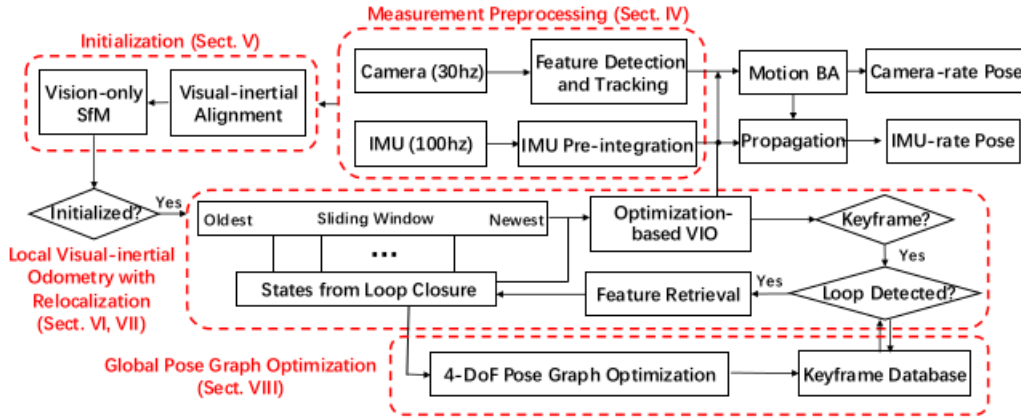 Measurement Preprocessing (Sect. IV)
Initialization (Sect. V)
Camera (30hz)
Feature Detection
and Tracking
Motion BA
Camera-rate Pose
Vision-only
SfM
Visual-inertial
Alignment
IMU (100hz)
IMU Pre-integration
Propagation
IMU-rate Pose
Initialized?
Yes
Oldest
Sliding Window
Newest
Optimization-
based VIO
Keyframe?
Local Visual-inertial
Odometry with
Relocalization
(Sect. VI, VII)
...
Yes
States from Loop Closure
Feature Retrieval
Yes
Loop Detected?
Global Pose Graph Optimization
(Sect. VIII)
4-DoF Pose Graph Optimization
Keyframe Database